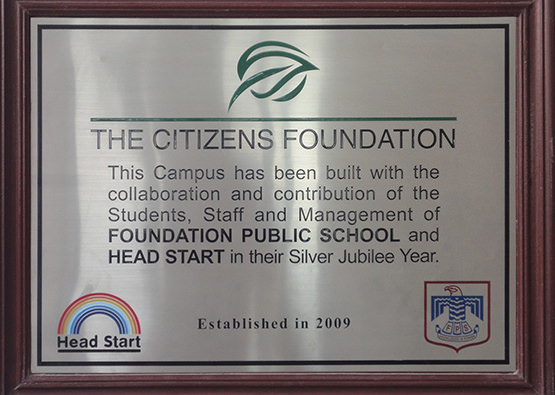 THE CITIZENS FOUNDATION
This Campus has been built with the
collaboration and contribution of the
Students, Staff and Management of
FOUNDATION PUBLIC SCHOOL and
HEAD START in their Silver Jubilee Year.
Established in 2009
Head Start
FPS